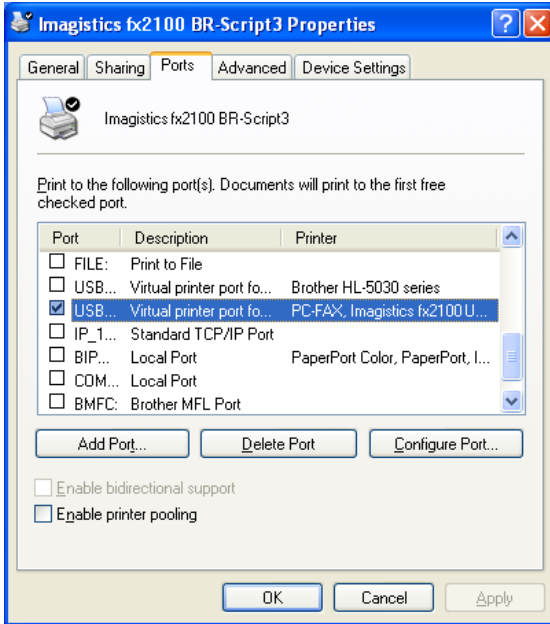 Imagistics fx2100 BR-Script3 Properties
General Sharing Ports Advanced Device Settings
Imagistics fx2100 BR-Script3
Print to the following port(s). Documents will print to the first free
checked port.
Port Description Printer
FILE: Print to File
USB... Virtual printer port fo... Brother HL-5030 series
USB... Virtual printer port fo... PC-FAX, Imagistics fx2100 U...
IP_1... Standard TCP/IP Port
BIP... Local Port PaperPort Color, PaperPort, I...
COM... Local Port
BMFC: Brother MFL Port
Add Port... Delete Port Configure Port...
Enable bidirectional support
Enable printer pooling
OK Cancel Apply